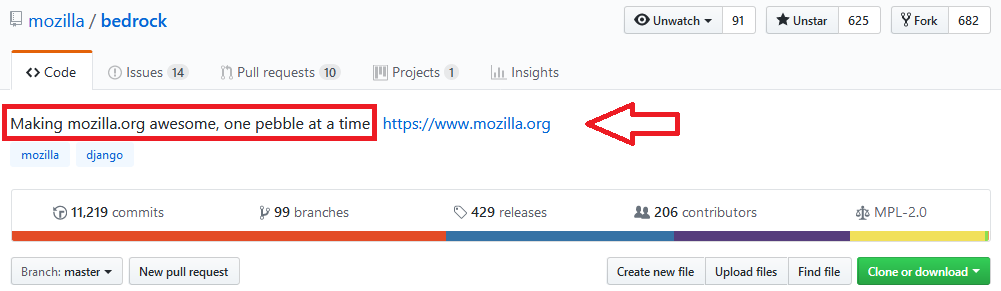 mozilla / bedrock Unwatch 91 Unstar 625 Fork 682
<> Code Issues 14 Pull requests 10 Projects 1 Insights
Making mozilla.org awesome, one pebble at a time https://www.mozilla.org
mozilla django
11,219 commits 99 branches 429 releases 206 contributors MPL-2.0
Branch: master New pull request Create new file Upload files Find file Clone or download